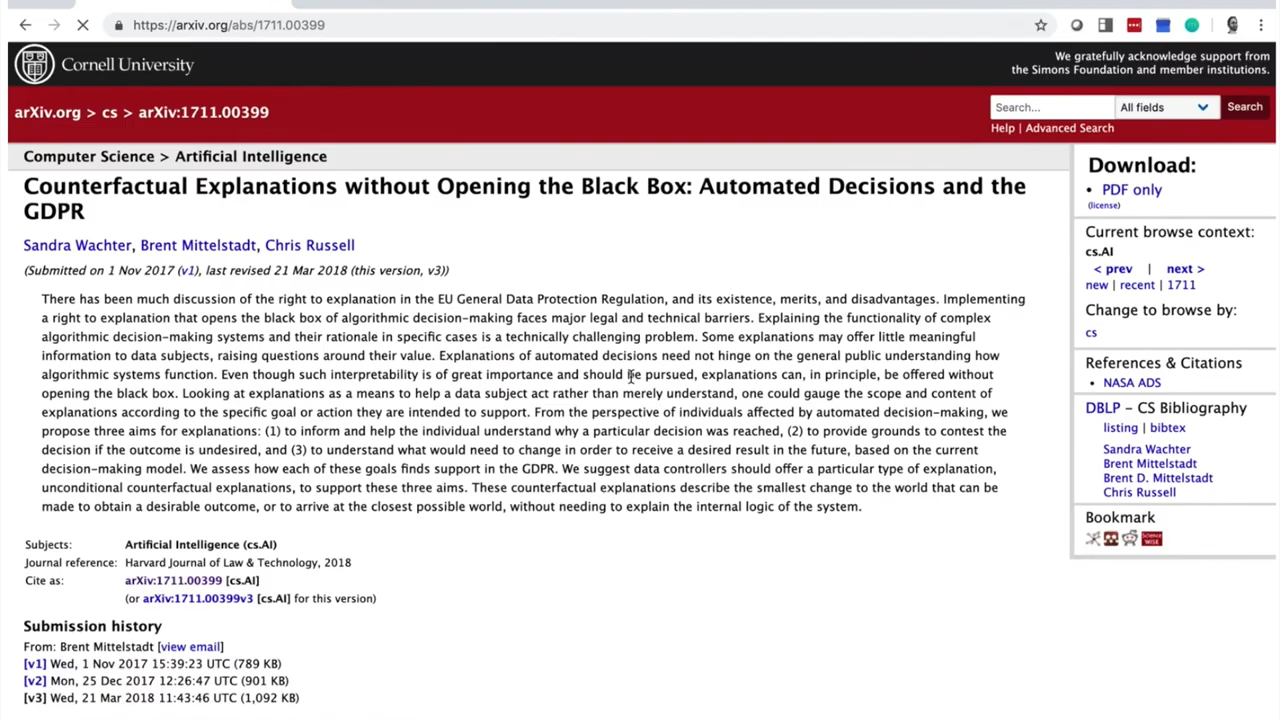 https://arxiv.org/abs/1711.00399
Cornell University
We gratefully acknowledge support from
the Simons Foundation and member institutions.
arXiv.org > cs > arXiv:1711.00399
Search...
All fields
Search
Help | Advanced Search
Computer Science > Artificial Intelligence
Counterfactual Explanations without Opening the Black Box: Automated Decisions and the
GDPR
Sandra Wachter, Brent Mittelstadt, Chris Russell
(Submitted on 1 Nov 2017 (v1), last revised 21 Mar 2018 (this version, v3))
There has been much discussion of the right to explanation in the EU General Data Protection Regulation, and its existence, merits, and disadvantages. Implementing
a right to explanation that opens the black box of algorithmic decision-making faces major legal and technical barriers. Explaining the functionality of complex
algorithmic decision-making systems and their rationale in specific cases is a technically challenging problem. Some explanations may offer little meaningful
information to data subjects, raising questions around their value. Explanations of automated decisions need not hinge on the general public understanding how
algorithmic systems function. Even though such interpretability is of great importance and should be pursued, explanations can, in principle, be offered without
opening the black box. Looking at explanations as a means to help a data subject act rather than merely understand, one could gauge the scope and content of
explanations according to the specific goal or action they are intended to support. From the perspective of individuals affected by automated decision-making, we
propose three aims for explanations: (1) to inform and help the individual understand why a particular decision was reached, (2) to provide grounds to contest the
decision if the outcome is undesired, and (3) to understand what would need to change in order to receive a desired result in the future, based on the current
decision-making model. We assess how each of these goals finds support in the GDPR. We suggest data controllers should offer a particular type of explanation,
unconditional counterfactual explanations, to support these three aims. These counterfactual explanations describe the smallest change to the world that can be
made to obtain a desirable outcome, or to arrive at the closest possible world, without needing to explain the internal logic of the system.
Subjects: Artificial Intelligence (cs.AI)
Journal reference: Harvard Journal of Law & Technology, 2018
Cite as: arXiv:1711.00399 [cs.AI]
(or arXiv:1711.00399v3 [cs.AI] for this version)
Submission history
From: Brent Mittelstadt [view email]
[v1] Wed, 1 Nov 2017 15:39:23 UTC (789 KB)
[v2] Mon, 25 Dec 2017 12:26:47 UTC (901 KB)
[v3] Wed, 21 Mar 2018 11:43:46 UTC (1,092 KB)
Download:
• PDF only
(license)
Current browse context:
cs.AI
< prev | next >
new | recent | 1711
Change to browse by:
cs
References & Citations
• NASA ADS
DBLP - CS Bibliography
listing | bibtex
Sandra Wachter
Brent Mittelstadt
Brent D. Mittelstadt
Chris Russell
Bookmark